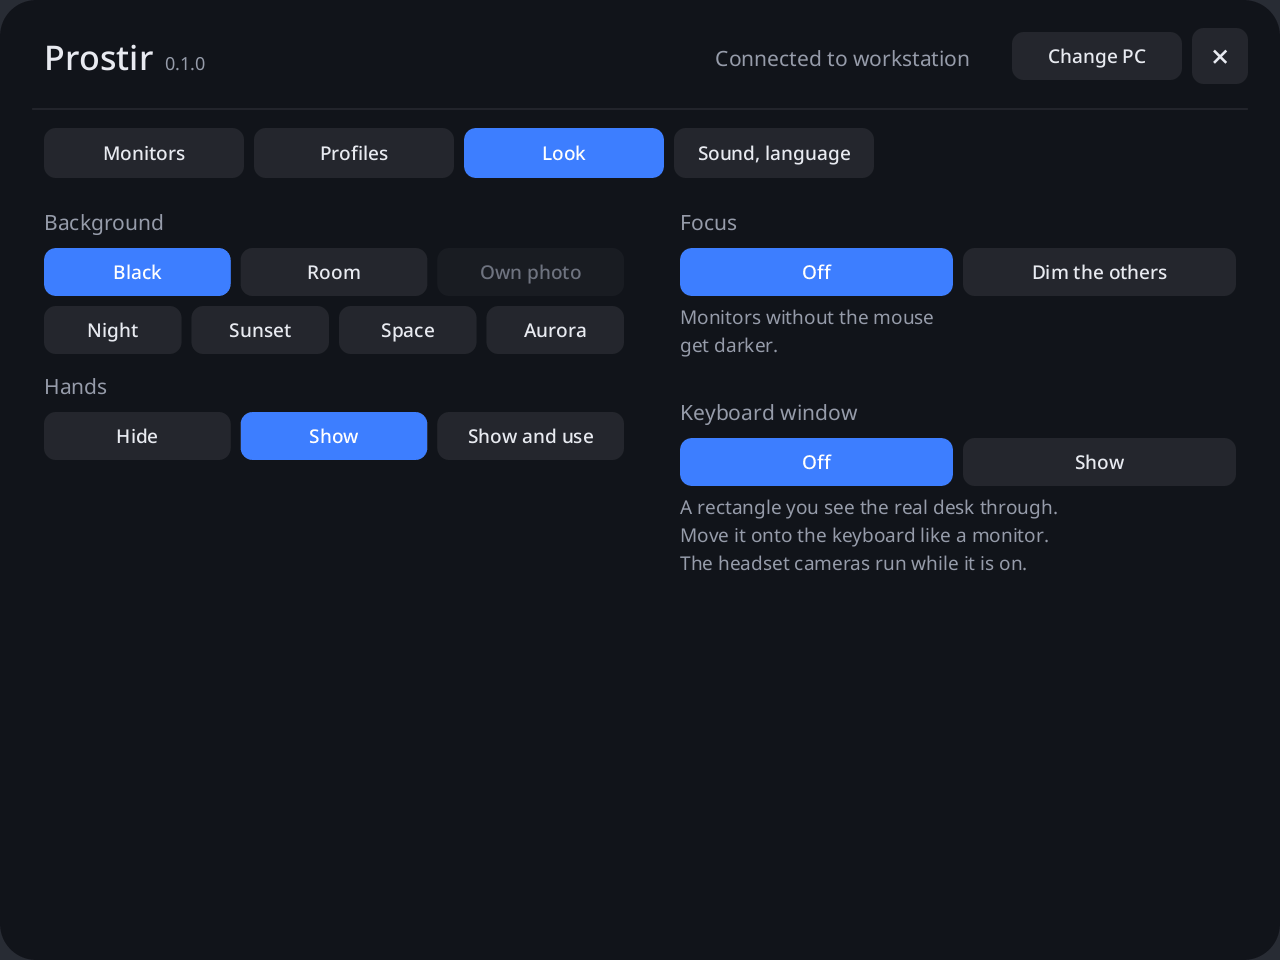 Prostir 0.1.0
Connected to workstation
Change PC
✕
Monitors
Profiles
Look
Sound, language
Background
Black
Room
Own photo
Night
Sunset
Space
Aurora
Hands
Hide
Show
Show and use
Focus
Off
Dim the others
Monitors without the mouse
get darker.
Keyboard window
Off
Show
A rectangle you see the real desk through.
Move it onto the keyboard like a monitor.
The headset cameras run while it is on.